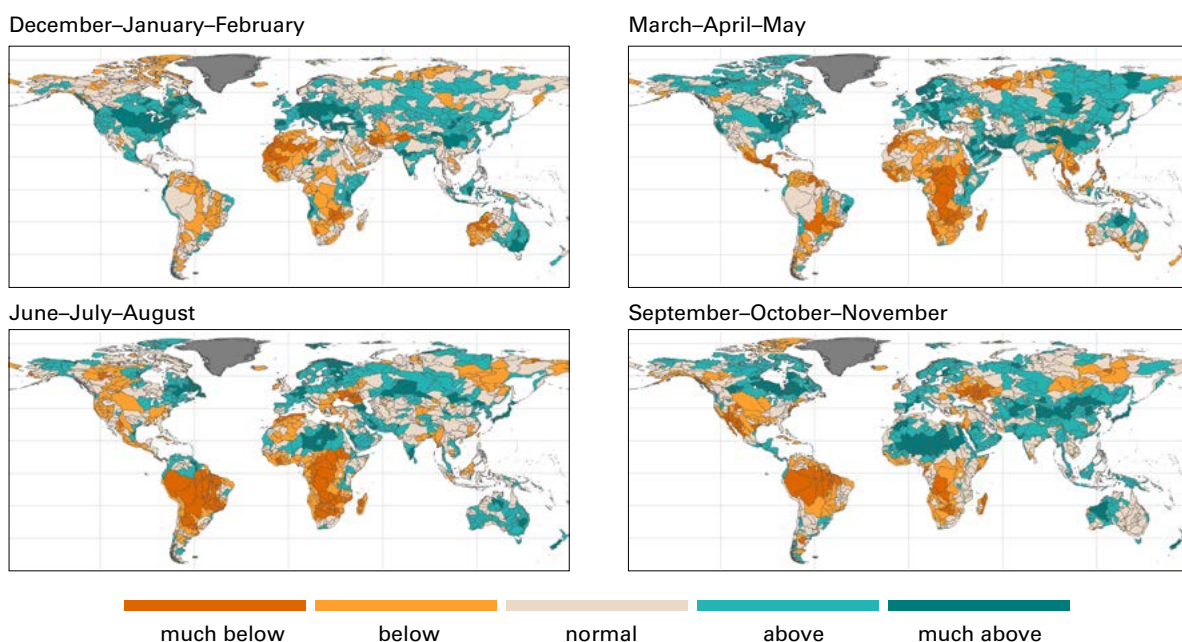 December–January–February
March–April–May
June–July–August
September–October–November
much below
below
normal
above
much above